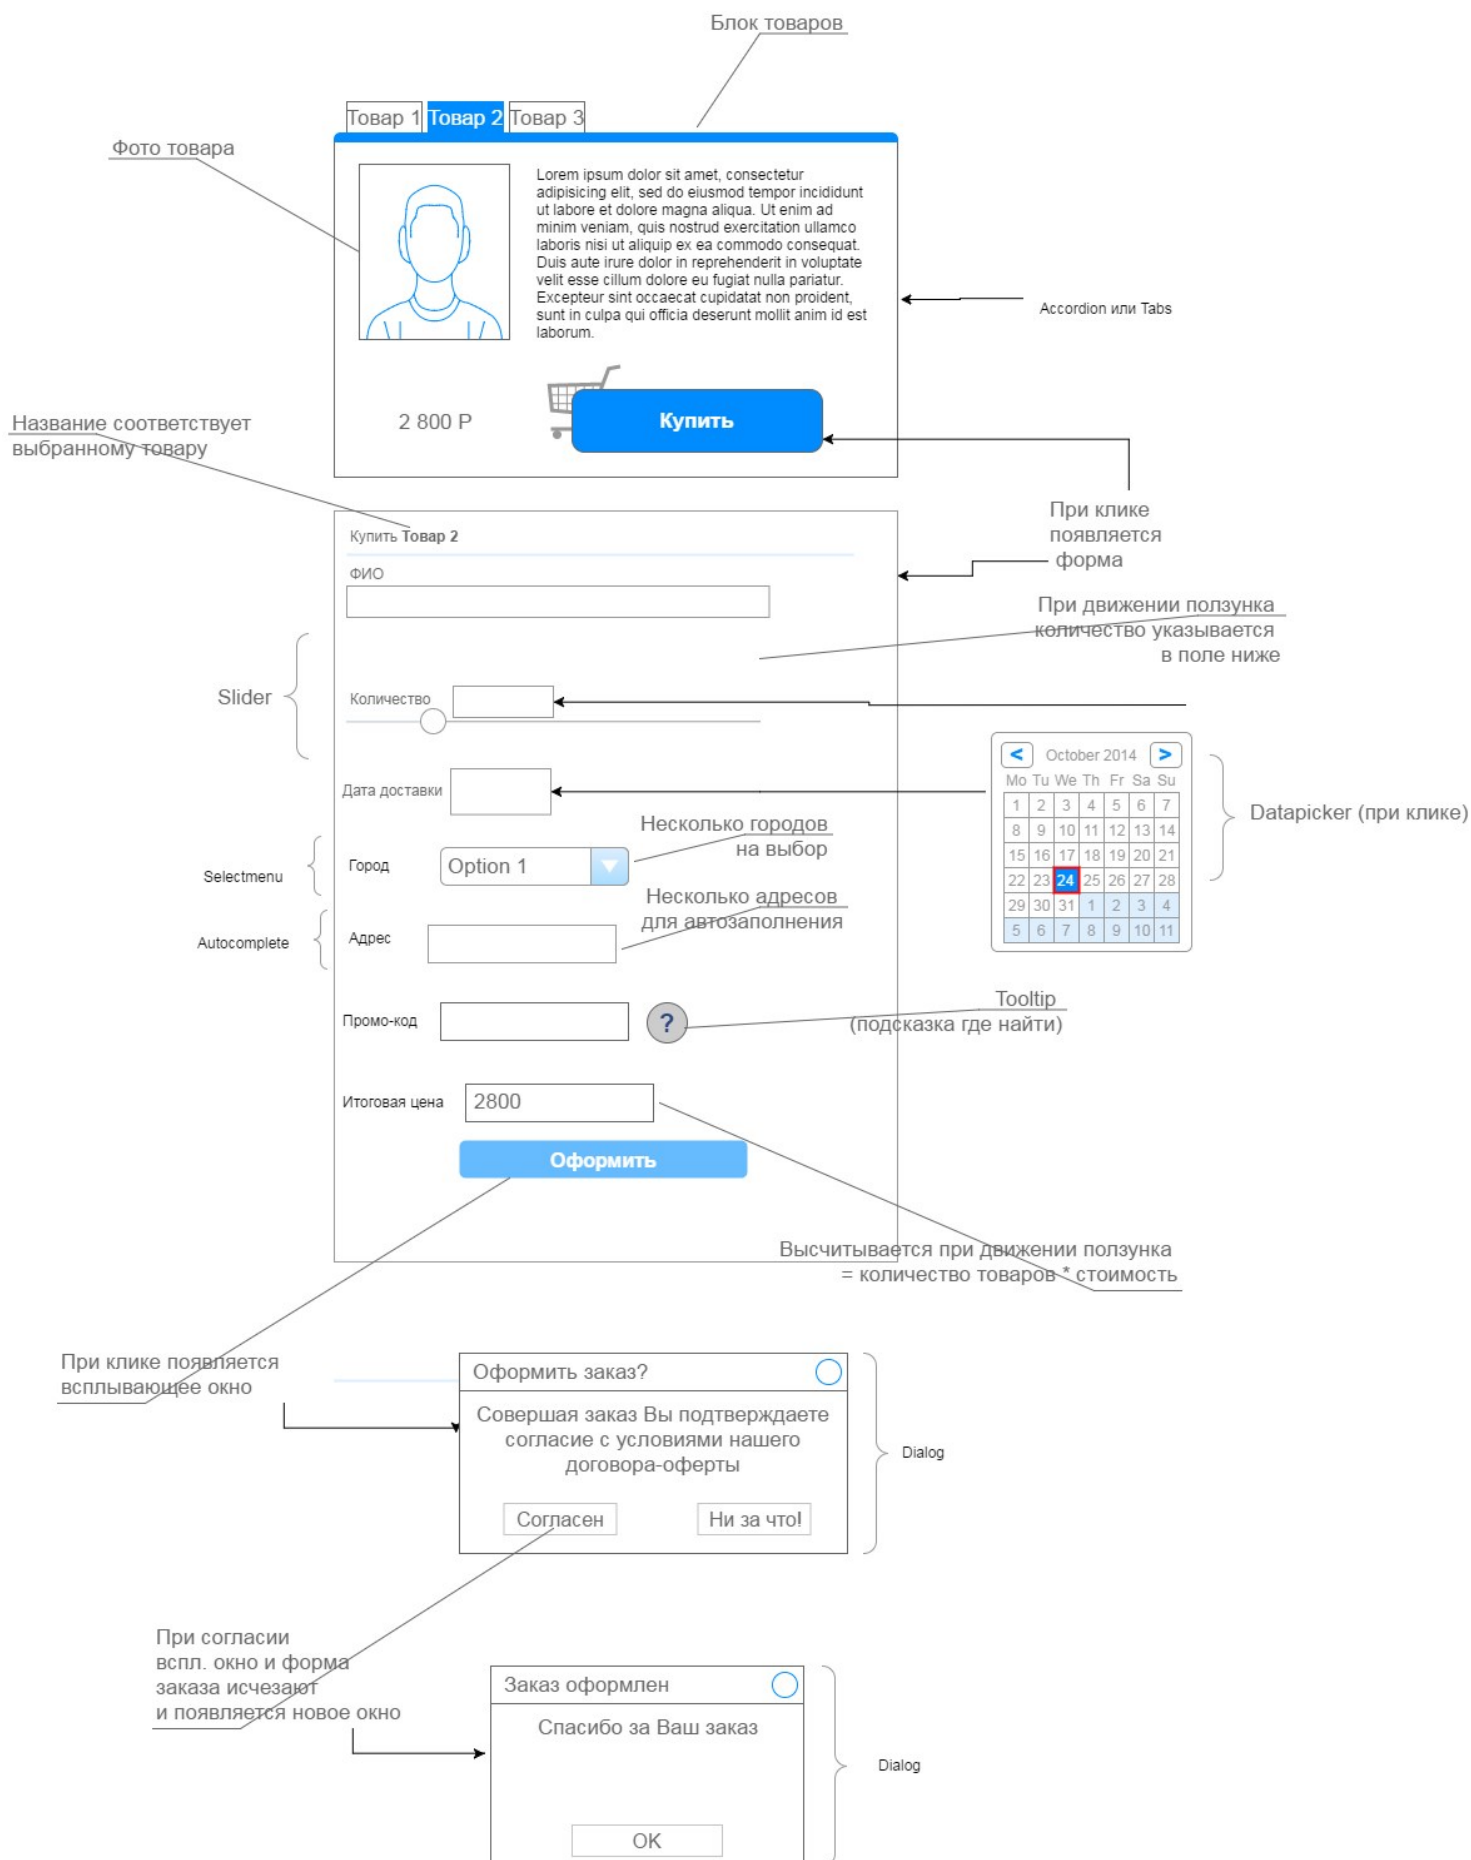 Блок товаров
Товар 1 Товар 2 Товар 3
Фото товара
Lorem ipsum dolor sit amet, consectetur
adipisicing elit, sed do eiusmod tempor incididunt
ut labore et dolore magna aliqua. Ut enim ad
minim veniam, quis nostrud exercitation ullamco
laboris nisi ut aliquip ex ea commodo consequat.
Duis aute irure dolor in reprehenderit in voluptate
velit esse cillum dolore eu fugiat nulla pariatur.
Excepteur sint occaecat cupidatat non proident,
sunt in culpa qui officia deserunt mollit anim id est
laborum.
Accordion или Tabs
2 800 Р
Купить
Название соответствует
выбранному товару
При клике
появляется
форма
Купить Товар 2
ФИО
При движении ползунка
количество указывается
в поле ниже
Slider
Количество
Дата доставки
< October 2014 >
Mo Tu We Th Fr Sa Su
1 2 3 4 5 6 7
8 9 10 11 12 13 14
15 16 17 18 19 20 21
22 23 24 25 26 27 28
29 30 31 1 2 3 4
5 6 7 8 9 10 11
Datapicker (при клике)
Несколько городов
на выбор
Selectmenu
Город
Option 1
Несколько адресов
для автозаполнения
Autocomplete
Адрес
Tooltip
(подсказка где найти)
Промо-код
?
Итоговая цена
2800
Оформить
Высчитывается при движении ползунка
= количество товаров * стоимость
При клике появляется
всплывающее окно
Оформить заказ?
Совершая заказ Вы подтверждаете
согласие с условиями нашего
договора-оферты
Согласен
Ни за что!
Dialog
При согласии
вспл. окно и форма
заказа исчезают
и появляется новое окно
Заказ оформлен
Спасибо за Ваш заказ
OK
Dialog